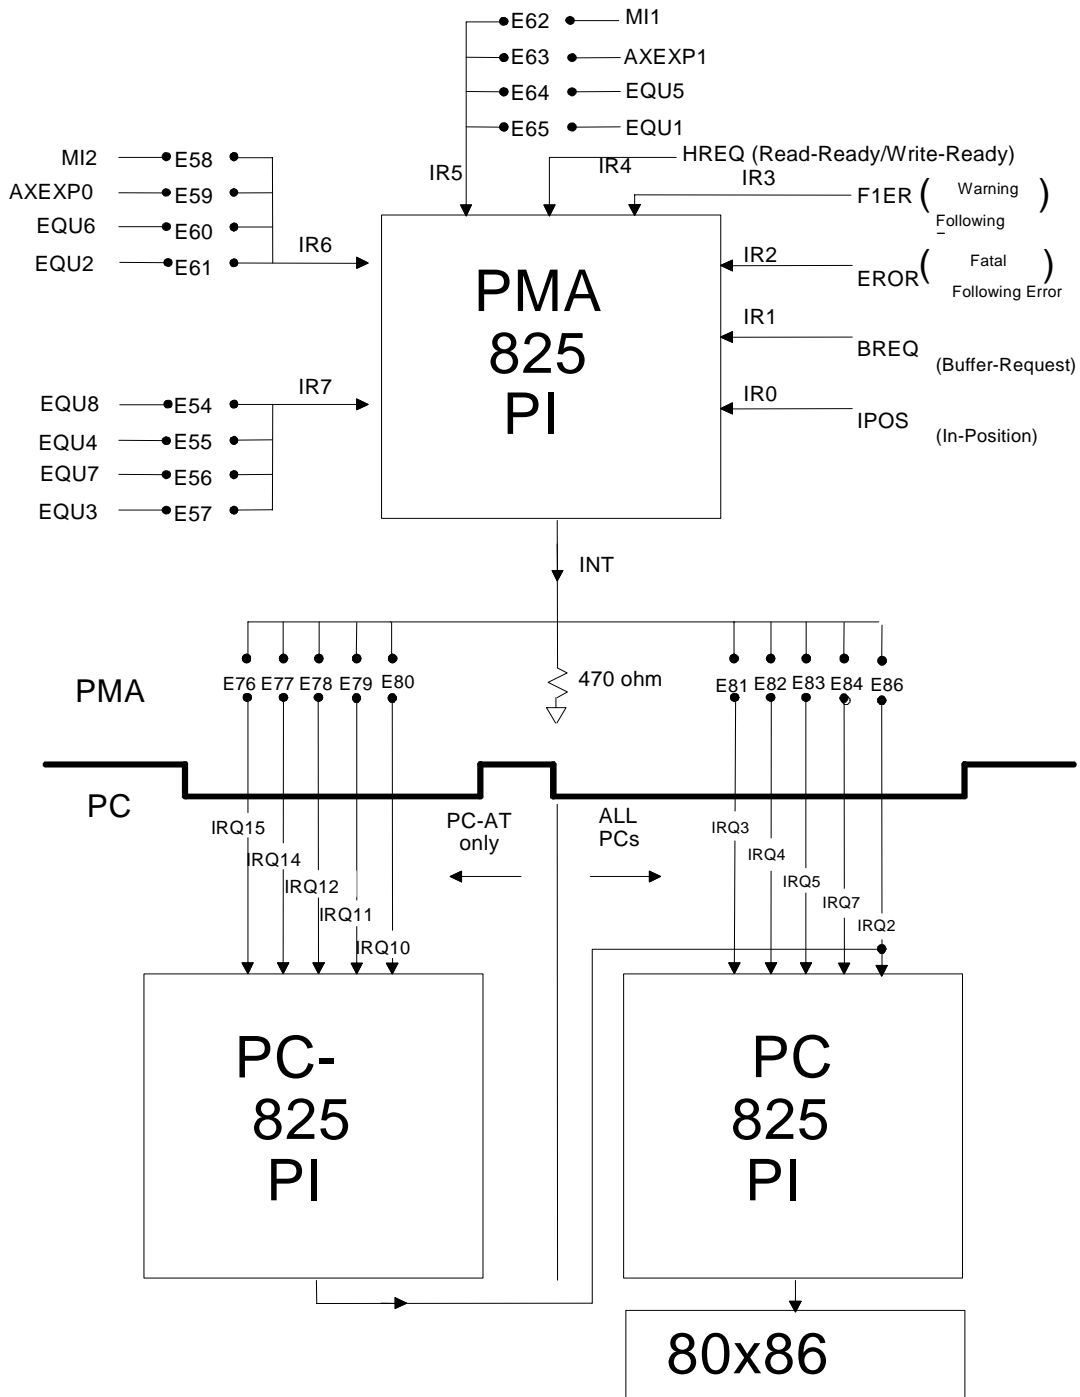 E62 MI1
E63 AXEXP1
E64 EQU5
E65 EQU1
HREQ (Read-Ready/Write-Ready)
IR5
IR4
IR3
F1ER ( Warning )
Following
MI2 E58
AXEXP0 E59
EQU6 E60
EQU2 E61
IR6
IR2
EROR ( Fatal )
Following Error
IR1
BREQ
(Buffer-Request)
IR0
IPOS
(In-Position)
PMA
825
PI
IR7
EQU8 E54
EQU4 E55
EQU7 E56
EQU3 E57
INT
E76 E77 E78 E79 E80
470 ohm
E81 E82 E83 E84 E86
PMA
PC
PC-AT
only
ALL
PCs
IRQ15
IRQ14
IRQ12
IRQ11
IRQ10
IRQ3
IRQ4
IRQ5
IRQ7
IRQ2
PC-
825
PI
PC
825
PI
80x86